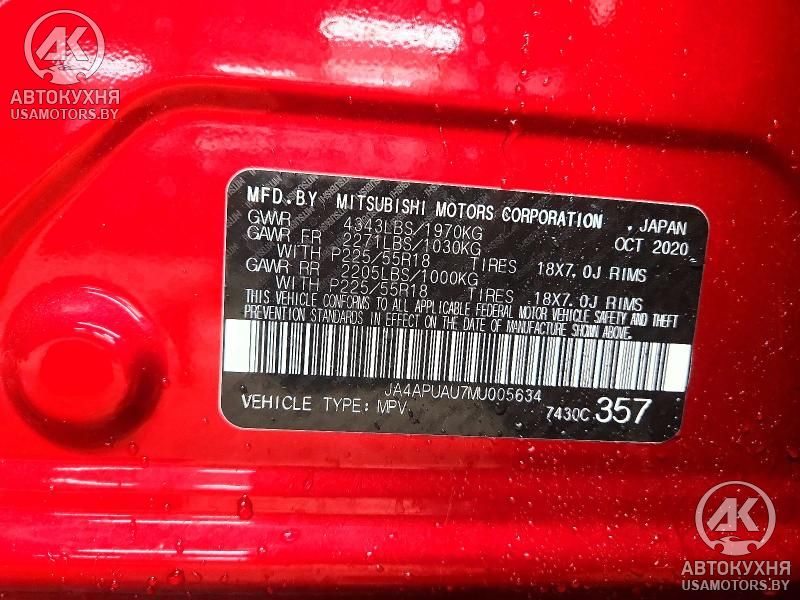 АК
АВТОКУХНЯ
USAMOTORS.BY
MFD.BY MITSUBISHI MOTORS CORPORATION , JAPAN
GVWR 4343LBS/1970KG OCT 2020
GAWR FR 2271LBS/1030KG
WITH P225/55R18 TIRES 18X7.0J RIMS
GAWR RR 2205LBS/1000KG
WITH P225/55R18 TIRES 18X7.0J RIMS
THIS VEHICLE CONFORMS TO ALL APPLICABLE FEDERAL MOTOR VEHICLE SAFETY AND THEFT
PREVENTION STANDARDS IN EFFECT ON THE DATE OF MANUFACTURE SHOWN ABOVE.
JA4APUAU7MU005634
VEHICLE TYPE: MPV 7430C 357
АК
АВТОКУХНЯ
USAMOTORS.BY